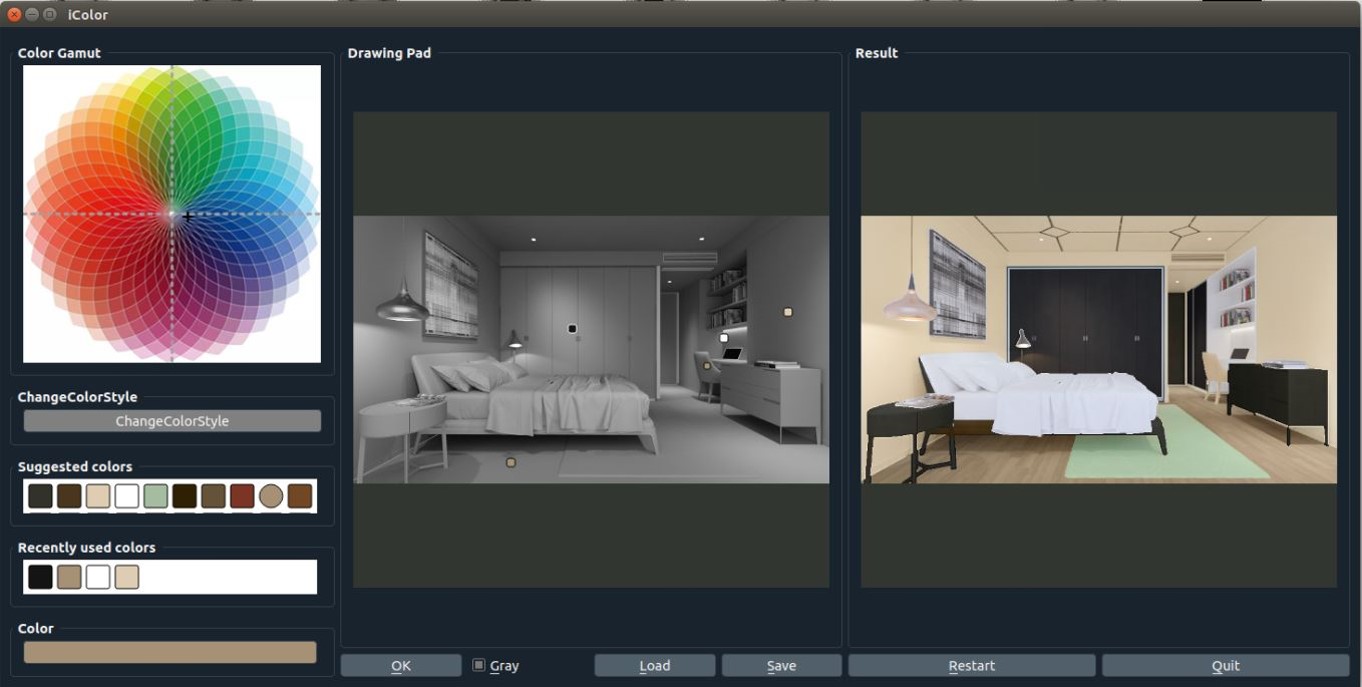 iColor
Color Gamut
ChangeColorStyle
ChangeColorStyle
Suggested colors
Recently used colors
Color
Drawing Pad
OK
Gray
Load
Save
Result
Restart
Quit